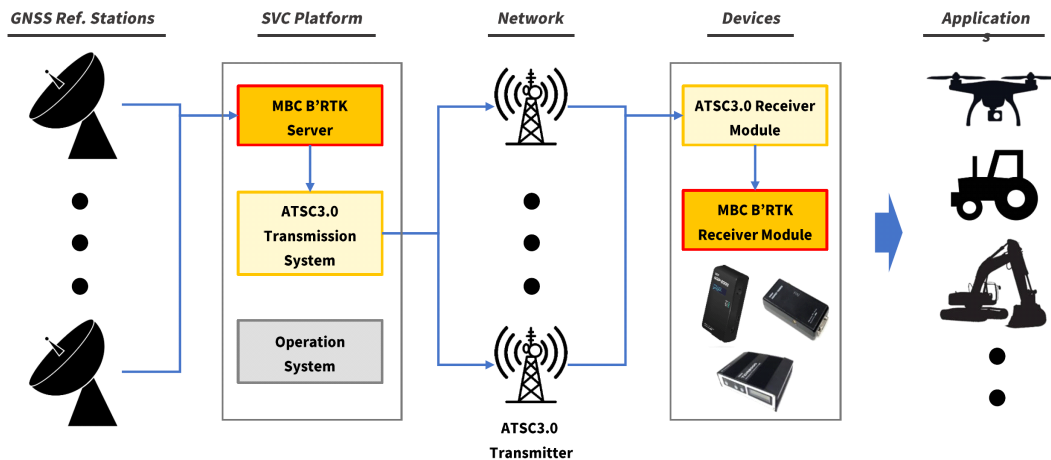 GNSS Ref. Stations
SVC Platform
Network
Devices
Application
s
MBC B’RTK
Server
ATSC3.0
Transmission
System
Operation
System
ATSC3.0
Transmitter
ATSC3.0 Receiver
Module
MBC B’RTK
Receiver Module